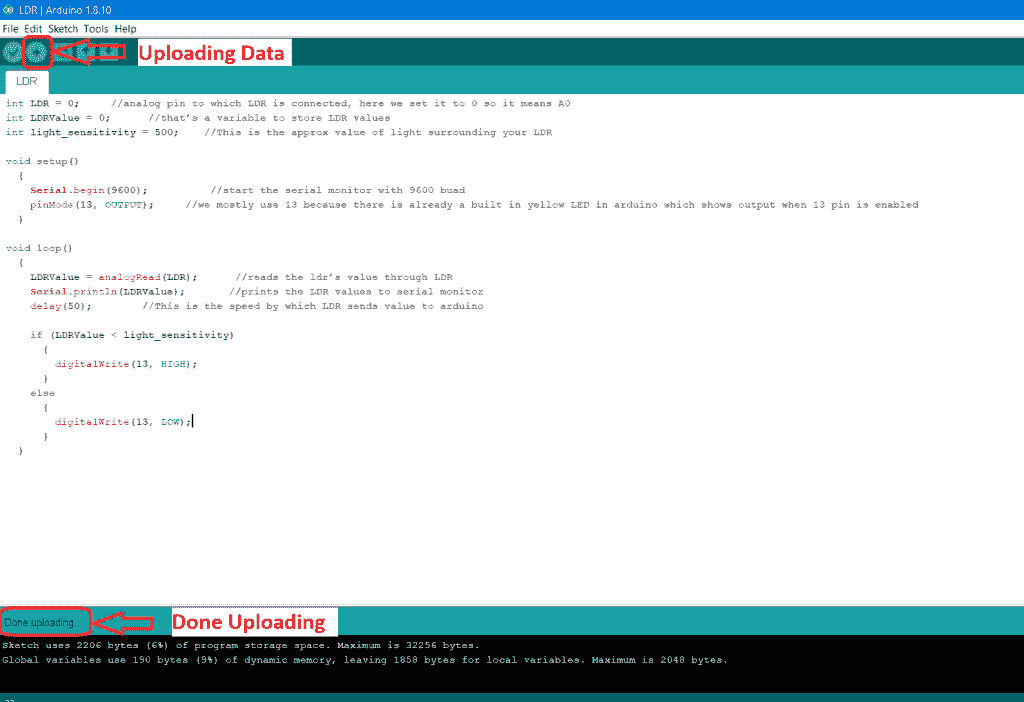 LDR | Arduino 1.8.10
File Edit Sketch Tools Help
Uploading Data
LDR
int LDR = 0;     //analog pin to which LDR is connected, here we set it to 0 so it means A0
int LDRValue = 0;      //that's a variable to store LDR values
int light_sensitivity = 500;    //This is the approx value of light surrounding your LDR
void setup()
{
Serial.begin(9600);          //start the serial monitor with 9600 buad
pinMode(13, OUTPUT);     //we mostly use 13 because there is already a built in yellow LED in arduino which shows output when 13 pin is enabled
}
void loop()
{
LDRValue = analogRead(LDR);      //reads the ldr's value through LDR
Serial.println(LDRValue);       //prints the LDR values to serial monitor
delay(50);        //This is the speed by which LDR sends value to arduino
if (LDRValue < light_sensitivity)
{
digitalWrite(13, HIGH);
}
else
{
digitalWrite(13, LOW);
}
}
Done uploading.
Done Uploading
Sketch uses 2206 bytes (6%) of program storage space. Maximum is 32256 bytes.
Global variables use 190 bytes (9%) of dynamic memory, leaving 1858 bytes for local variables. Maximum is 2048 bytes.